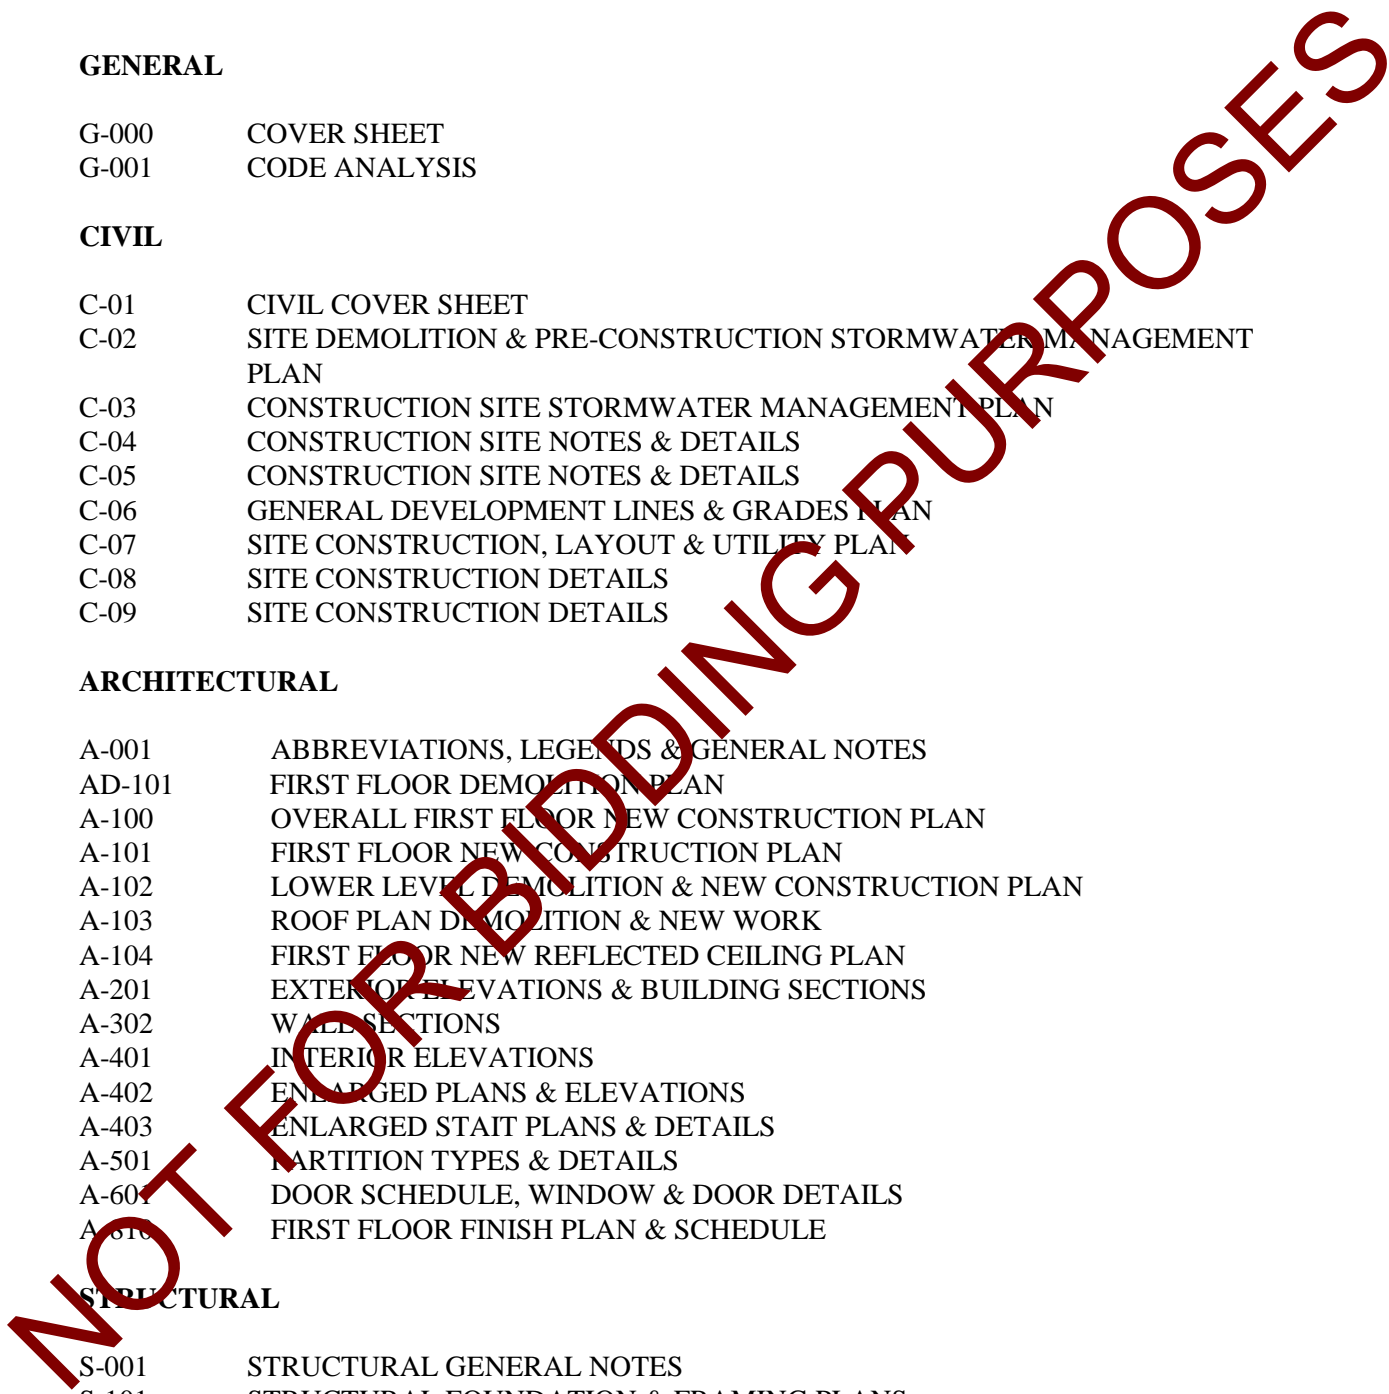 GENERAL
G-000 COVER SHEET
G-001 CODE ANALYSIS
CIVIL
C-01 CIVIL COVER SHEET
C-02 SITE DEMOLITION & PRE-CONSTRUCTION STORMWATER MANAGEMENT
PLAN
C-03 CONSTRUCTION SITE STORMWATER MANAGEMENT PLAN
C-04 CONSTRUCTION SITE NOTES & DETAILS
C-05 CONSTRUCTION SITE NOTES & DETAILS
C-06 GENERAL DEVELOPMENT LINES & GRADES PLAN
C-07 SITE CONSTRUCTION, LAYOUT & UTILITY PLAN
C-08 SITE CONSTRUCTION DETAILS
C-09 SITE CONSTRUCTION DETAILS
ARCHITECTURAL
A-001 ABBREVIATIONS, LEGENDS & GENERAL NOTES
AD-101 FIRST FLOOR DEMOLITION PLAN
A-100 OVERALL FIRST FLOOR NEW CONSTRUCTION PLAN
A-101 FIRST FLOOR NEW CONSTRUCTION PLAN
A-102 LOWER LEVEL DEMOLITION & NEW CONSTRUCTION PLAN
A-103 ROOF PLAN DEMOLITION & NEW WORK
A-104 FIRST FLOOR NEW REFLECTED CEILING PLAN
A-201 EXTERIOR ELEVATIONS & BUILDING SECTIONS
A-302 WALL SECTIONS
A-401 INTERIOR ELEVATIONS
A-402 ENLARGED PLANS & ELEVATIONS
A-403 ENLARGED STAIT PLANS & DETAILS
A-501 PARTITION TYPES & DETAILS
A-601 DOOR SCHEDULE, WINDOW & DOOR DETAILS
FIRST FLOOR FINISH PLAN & SCHEDULE
STRUCTURAL
S-001 STRUCTURAL GENERAL NOTES
S-101 STRUCTURAL FOUNDATION & FRAMING PLANS
NOT FOR BIDDING PURPOSES